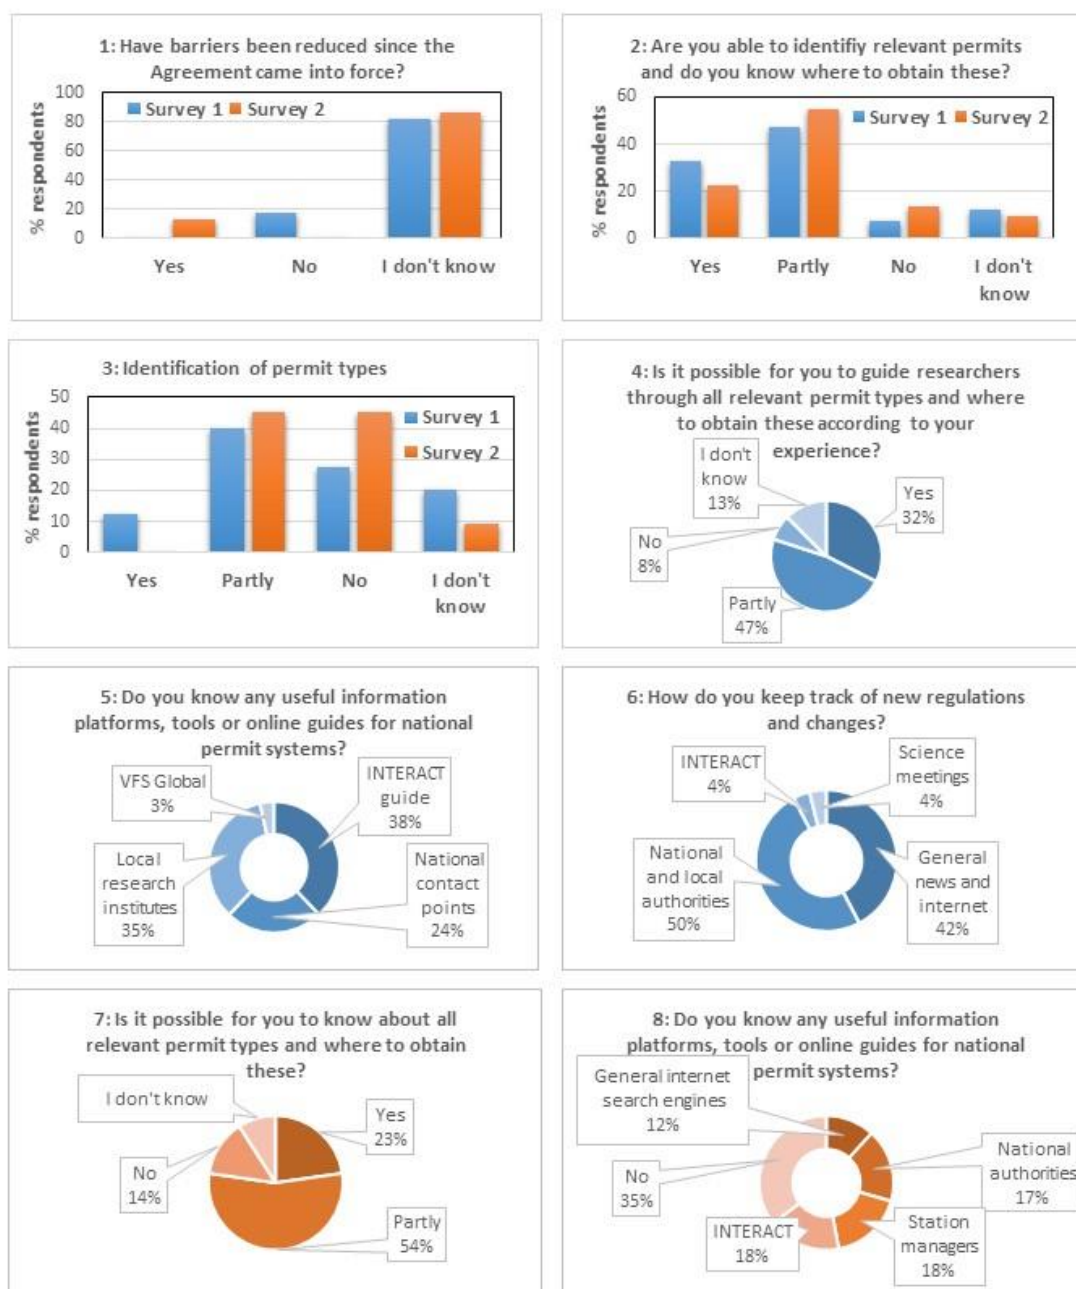 1: Have barriers been reduced since the
Agreement came into force?
% respondents
100
80
60
40
20
0
Survey 1
Survey 2
Yes
No
I don't know
2: Are you able to identifiy relevant permits
and do you know where to obtain these?
% respondents
60
40
20
0
Survey 1
Survey 2
Yes
Partly
No
I don't
know
3: Identification of permit types
% respondents
50
40
30
20
10
0
Survey 1
Survey 2
Yes
Partly
No
I don't
know
4: Is it possible for you to guide researchers
through all relevant permit types and where
to obtain these according to your
experience?
I don't
know
13%
Yes
32%
No
8%
Partly
47%
5: Do you know any useful information
platforms, tools or online guides for national
permit systems?
VFS Global
3%
INTERACT
guide
38%
Local
research
institutes
35%
National
contact
points
24%
6: How do you keep track of new regulations
and changes?
INTERACT
4%
Science
meetings
4%
National
and local
authorities
50%
General
news and
internet
42%
7: Is it possible for you to know about all
relevant permit types and where to obtain
these?
I don't know
Yes
23%
No
14%
Partly
54%
8: Do you know any useful information
platforms, tools or online guides for national
permit systems?
General internet
search engines
12%
National
authorities
17%
No
35%
INTERACT
18%
Station
managers
18%